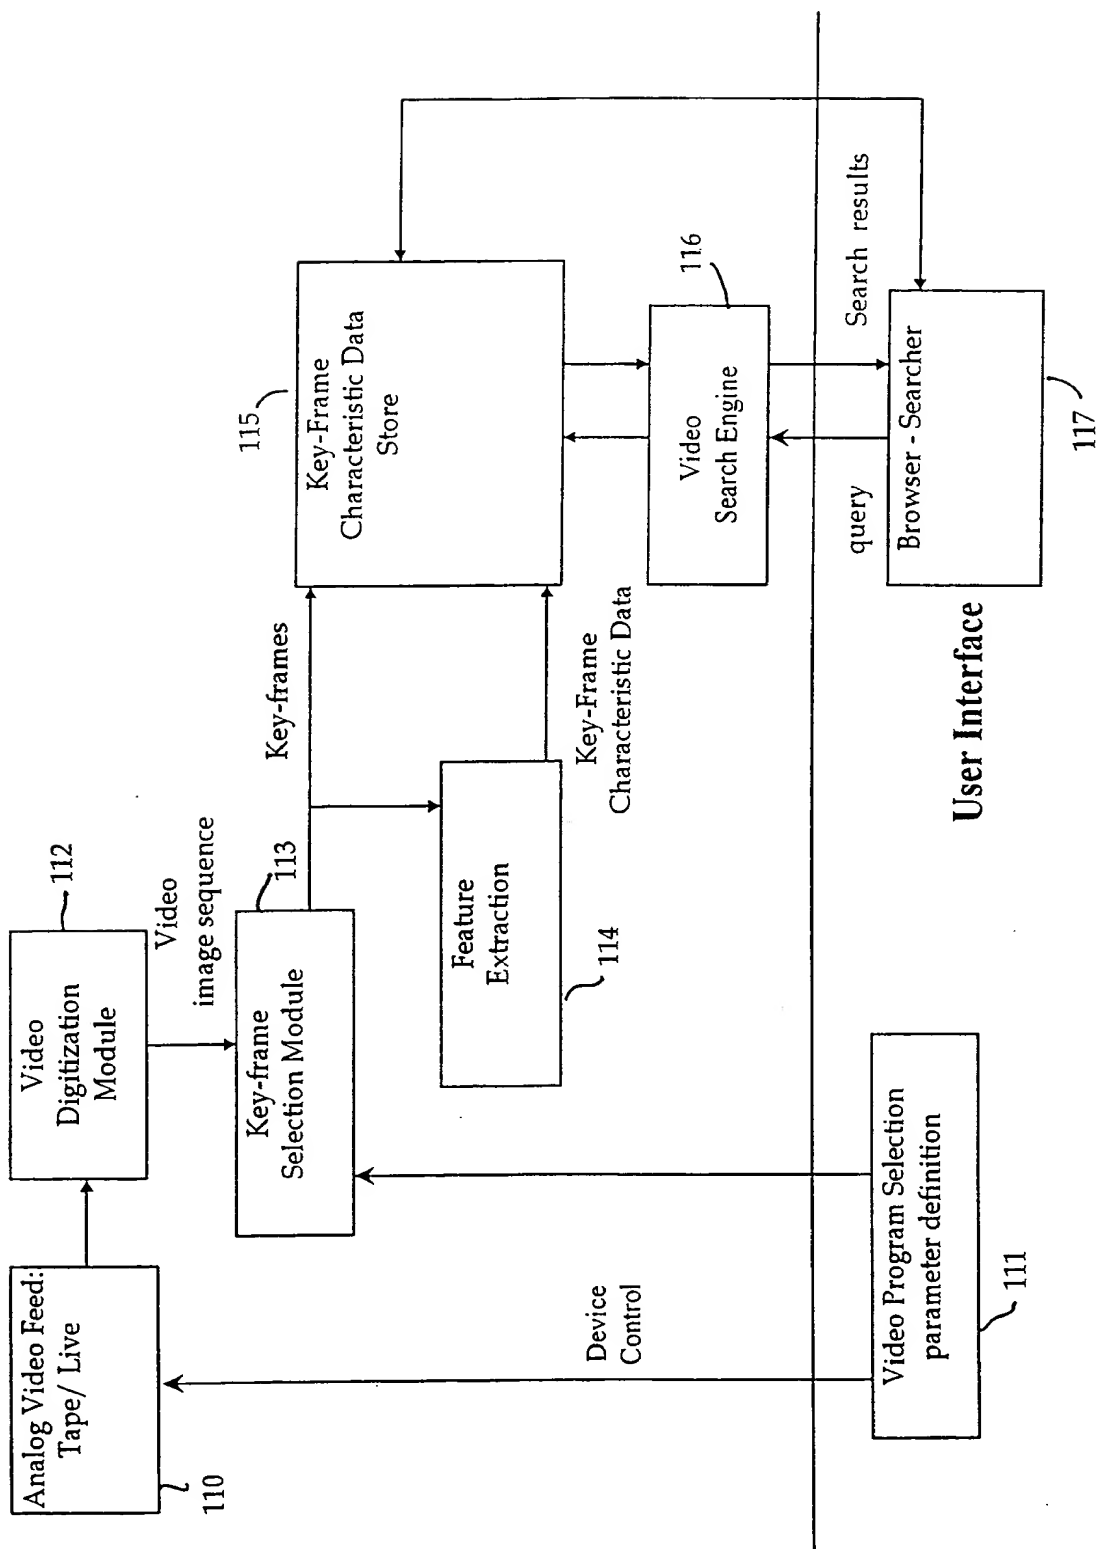 Analog Video Feed:
Tape/ Live
110
Video
Digitization
Module
112
Video
image sequence
Key-frame
Selection Module
113
Key-frames
Feature
Extraction
114
Key-Frame
Characteristic Data
Key-Frame
Characteristic Data
Store
115
Video
Search Engine
116
Device
Control
Video Program Selection
parameter definition
111
User Interface
query
Search results
Browser - Searcher
117